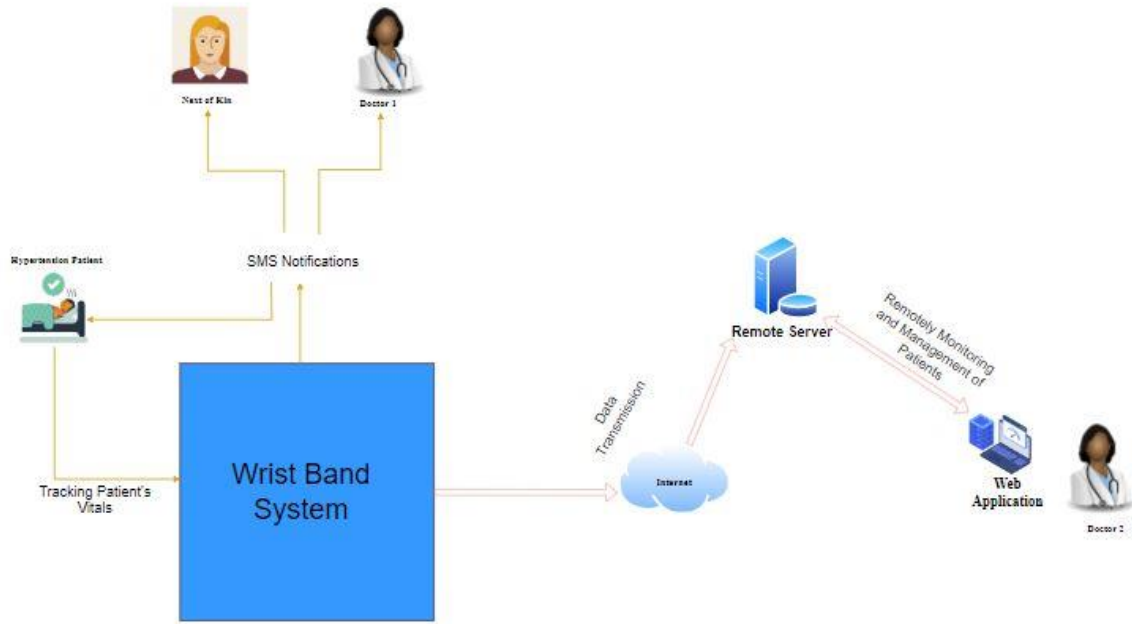 Next of Kin
Doctor 1
Hypertension Patient
SMS Notifications
Remote Server
Remotely Monitoring
and Management of
Patients
Data
Transmission
Wrist Band
System
Tracking Patient's
Vitals
Internet
Web
Application
Doctor 2